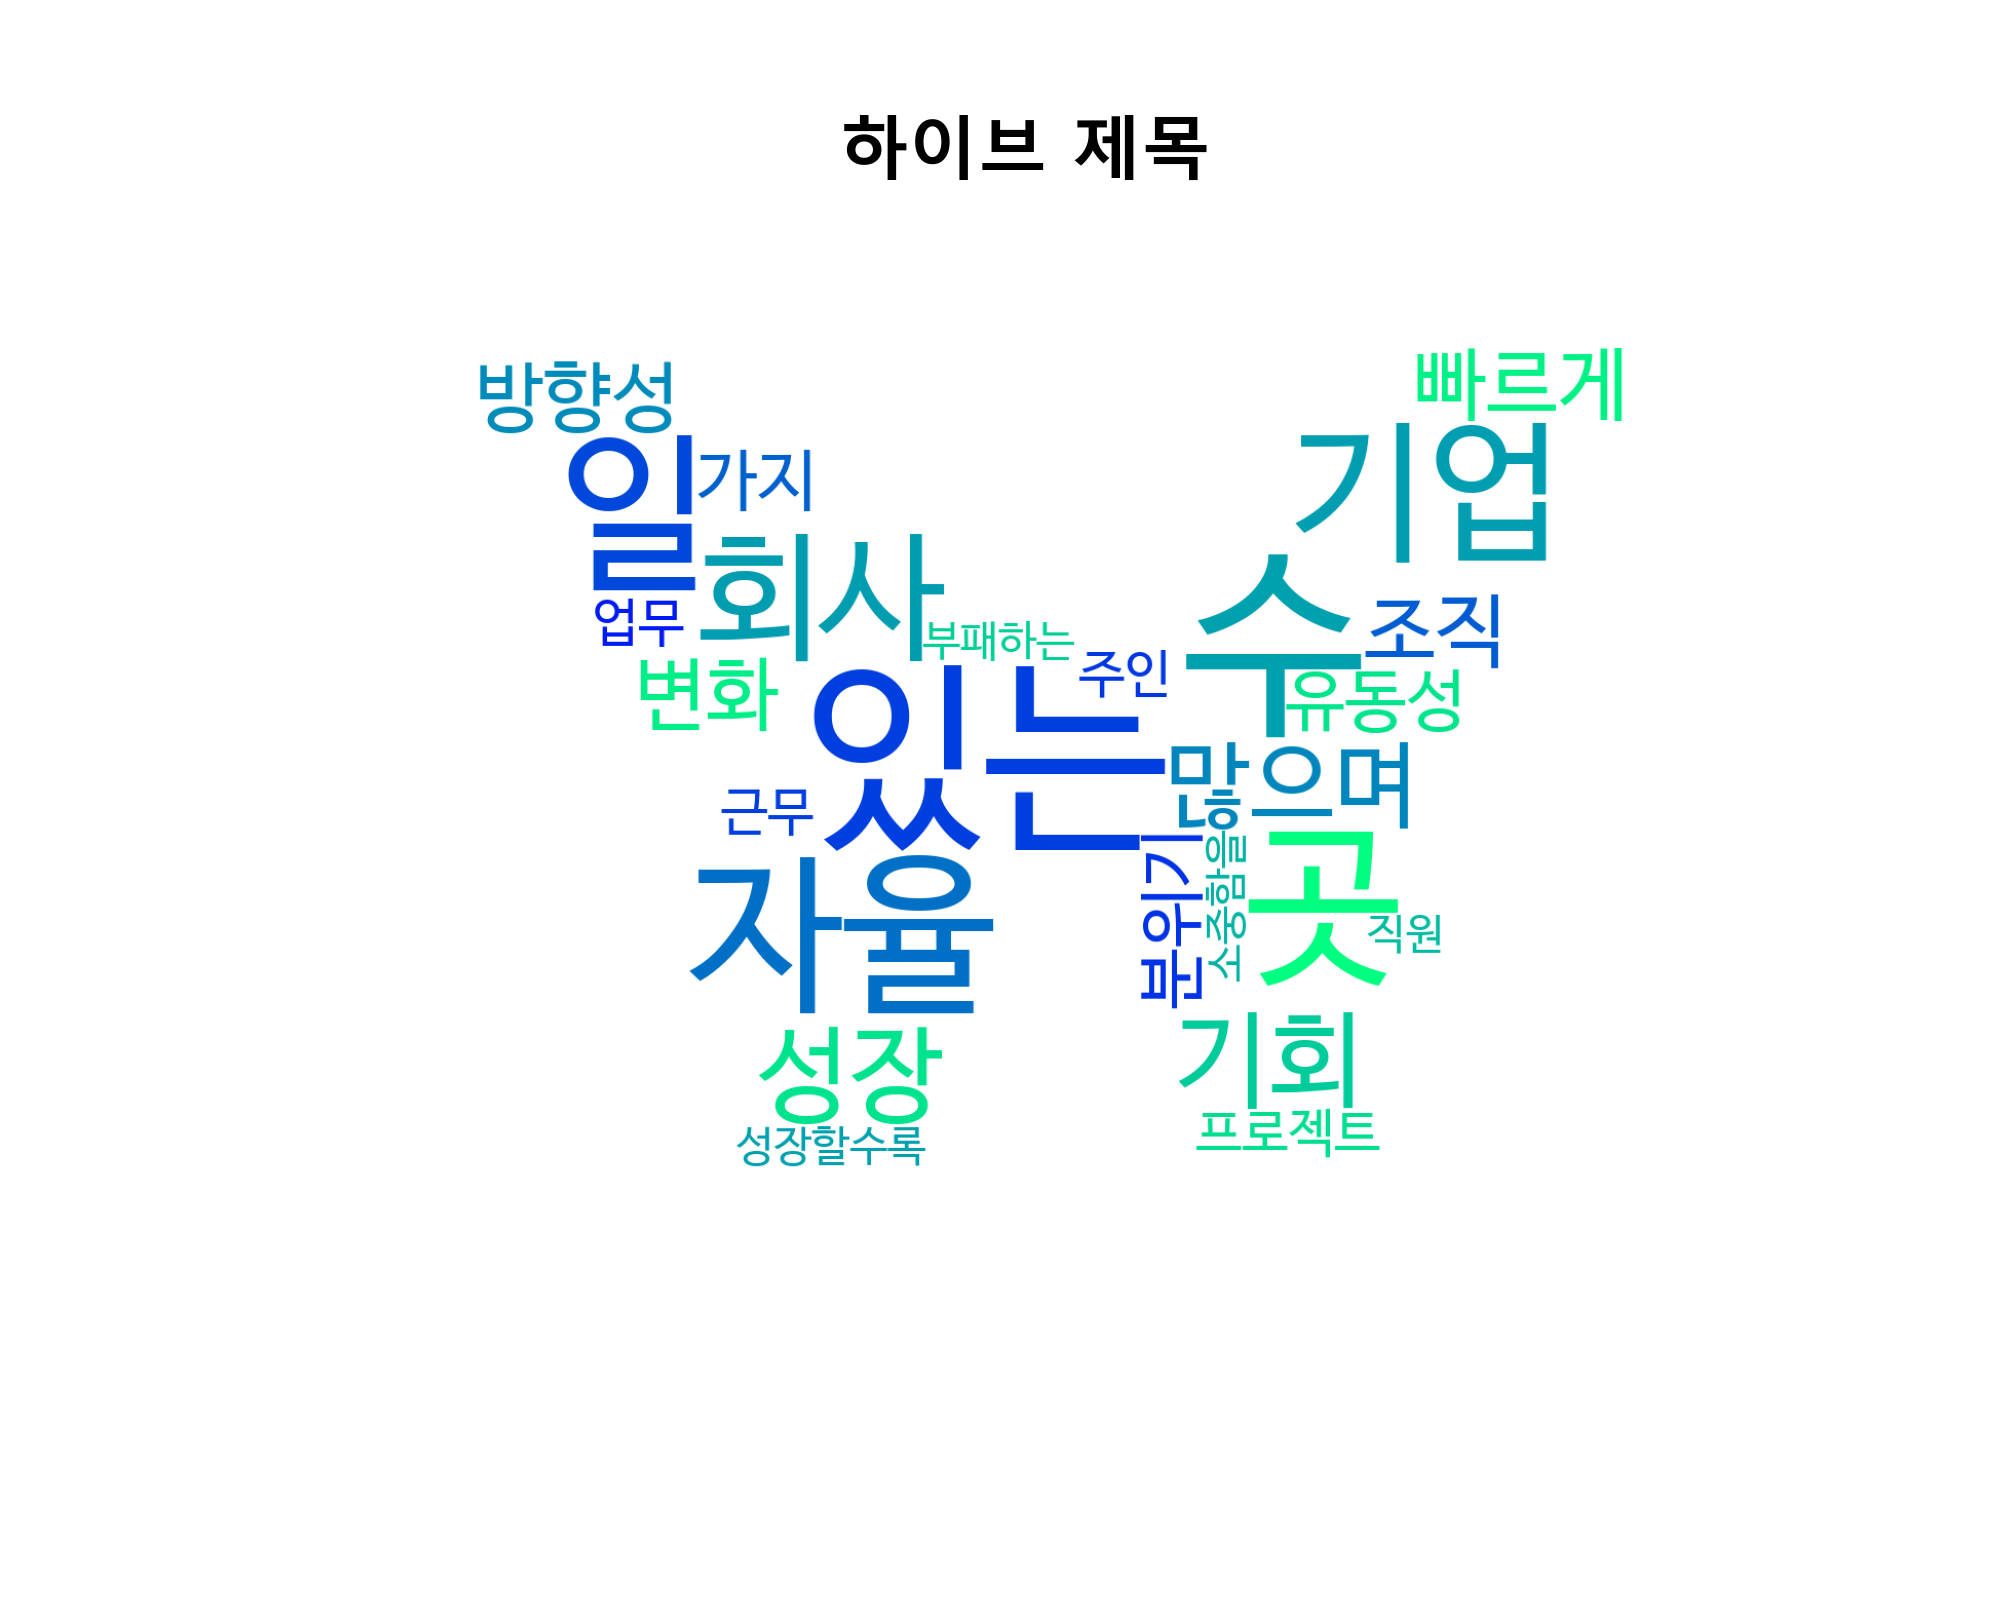 하이브 제목
방향성
빠르게
일
가지
기업
회사
수
업무
부패하는
조직
변화
있는
주인
유동성
근무
많으며
자율
분위기
소중함을
곳
직원
성장
기회
성장할수록
프로젝트